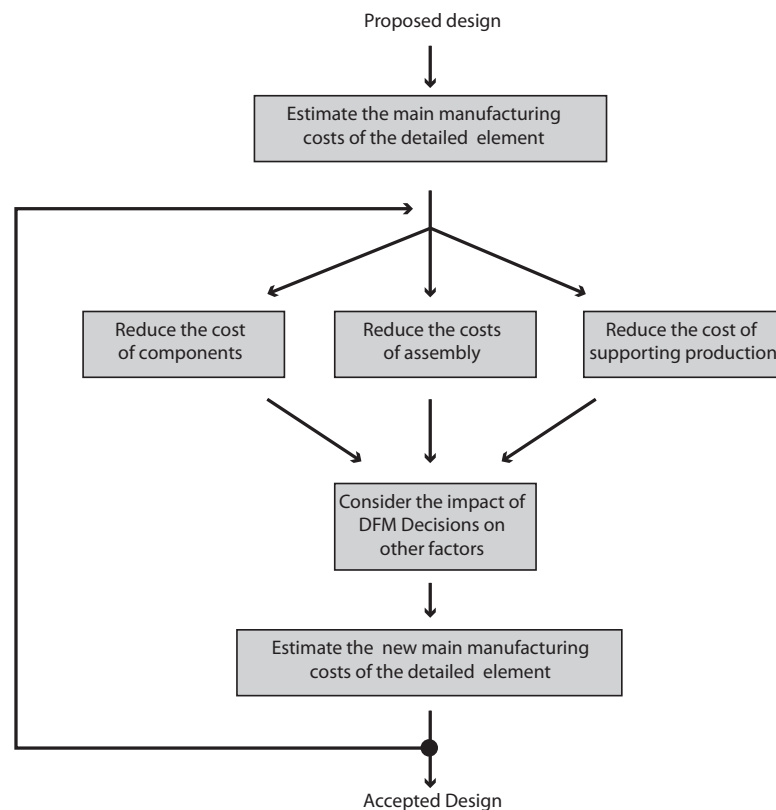 Proposed design
Estimate the main manufacturing
costs of the detailed element
Reduce the cost
of components
Reduce the costs
of assembly
Reduce the cost of
supporting production
Consider the impact of
DFM Decisions on
other factors
Estimate the new main manufacturing
costs of the detailed element
Accepted Design